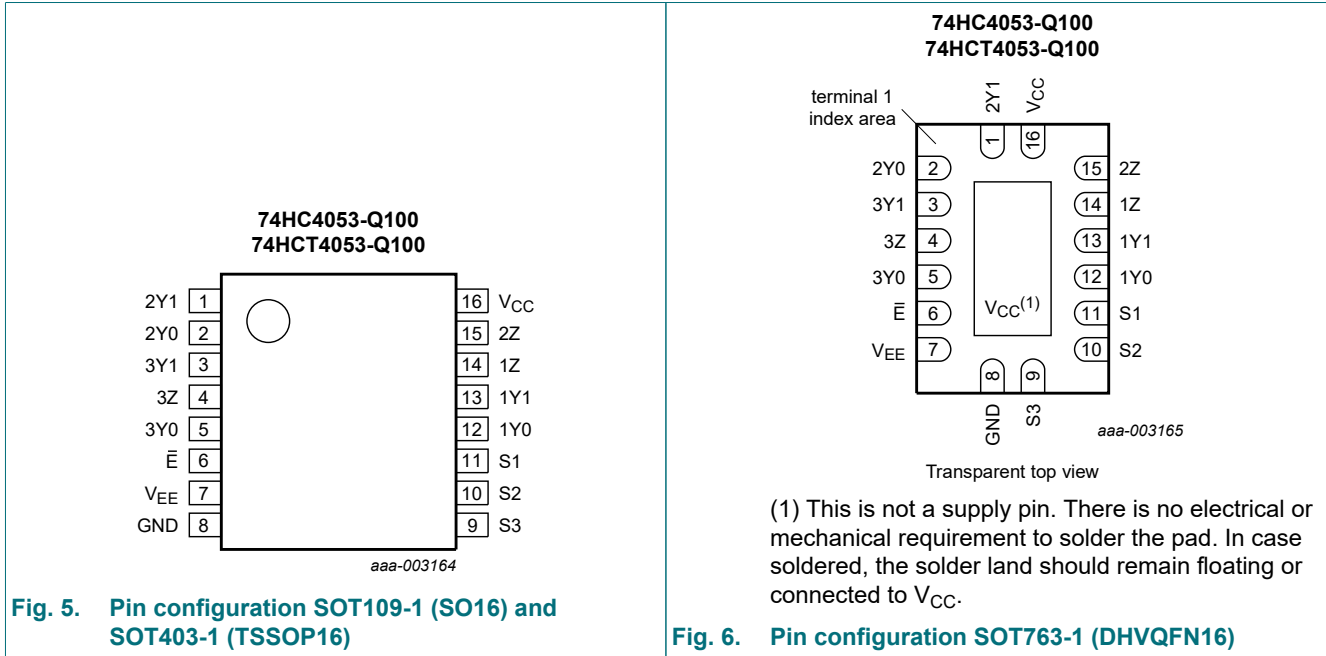 74HC4053-Q100
74HCT4053-Q100
2Y1 1 16 VCC
2Y0 2 15 2Z
3Y1 3 14 1Z
3Z 4 13 1Y1
3Y0 5 12 1Y0
E̅ 6 11 S1
VEE 7 10 S2
GND 8 9 S3
aaa-003164
Fig. 5. Pin configuration SOT109-1 (SO16) and
SOT403-1 (TSSOP16)
74HC4053-Q100
74HCT4053-Q100
terminal 1
index area
2Y1 VCC
1 16
2Y0 2 15 2Z
3Y1 3 14 1Z
3Z 4 13 1Y1
3Y0 5 12 1Y0
E̅ 6 VCC(1) 11 S1
VEE 7 10 S2
8 9
GND S3
aaa-003165
Transparent top view
(1) This is not a supply pin. There is no electrical or
mechanical requirement to solder the pad. In case
soldered, the solder land should remain floating or
connected to VCC.
Fig. 6. Pin configuration SOT763-1 (DHVQFN16)